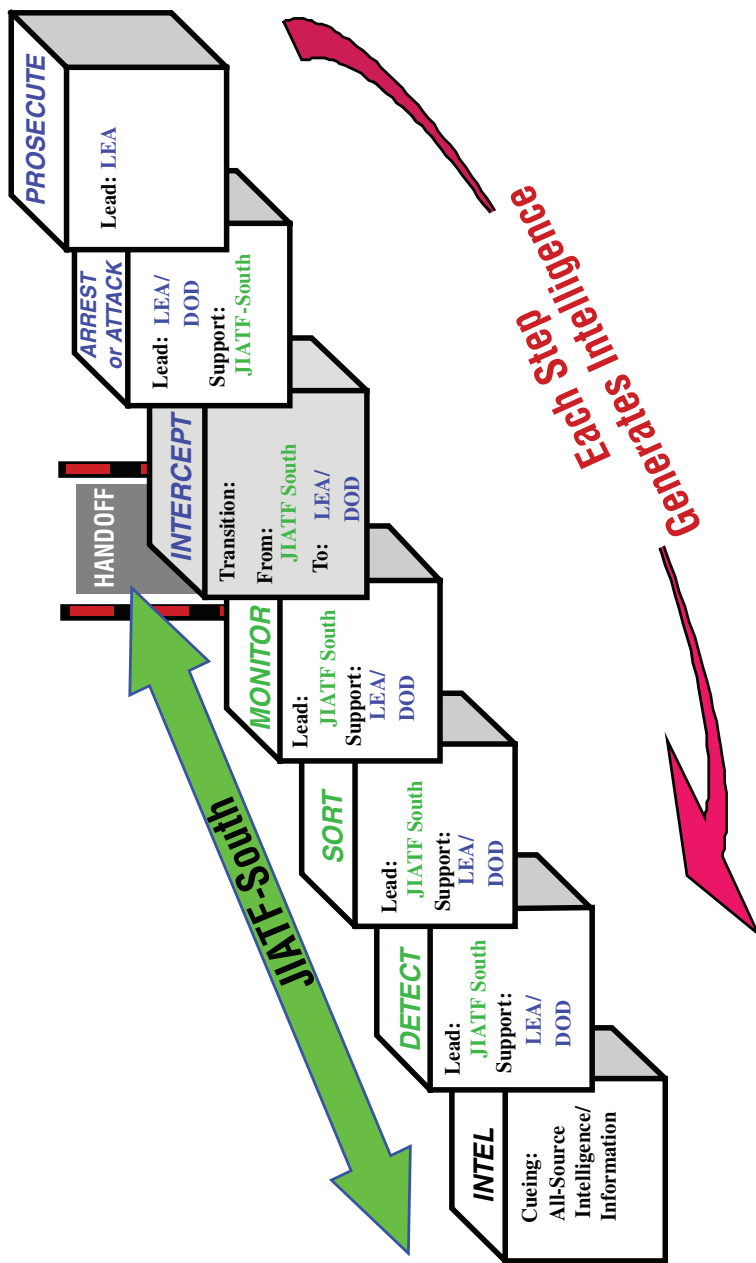 JIATF-South
HANDOFF
INTEL
Cueing:
All-Source
Intelligence/
Information
DETECT
Lead:
JIATF South
Support:
LEA/
DOD
SORT
Lead:
JIATF South
Support:
LEA/
DOD
MONITOR
Lead:
JIATF South
Support:
LEA/
DOD
INTERCEPT
Transition:
From:
JIATF South
To: LEA/
DOD
ARREST
or ATTACK
Lead: LEA/
DOD
Support:
JIATF-South
PROSECUTE
Lead: LEA
Each Step
Generates Intelligence